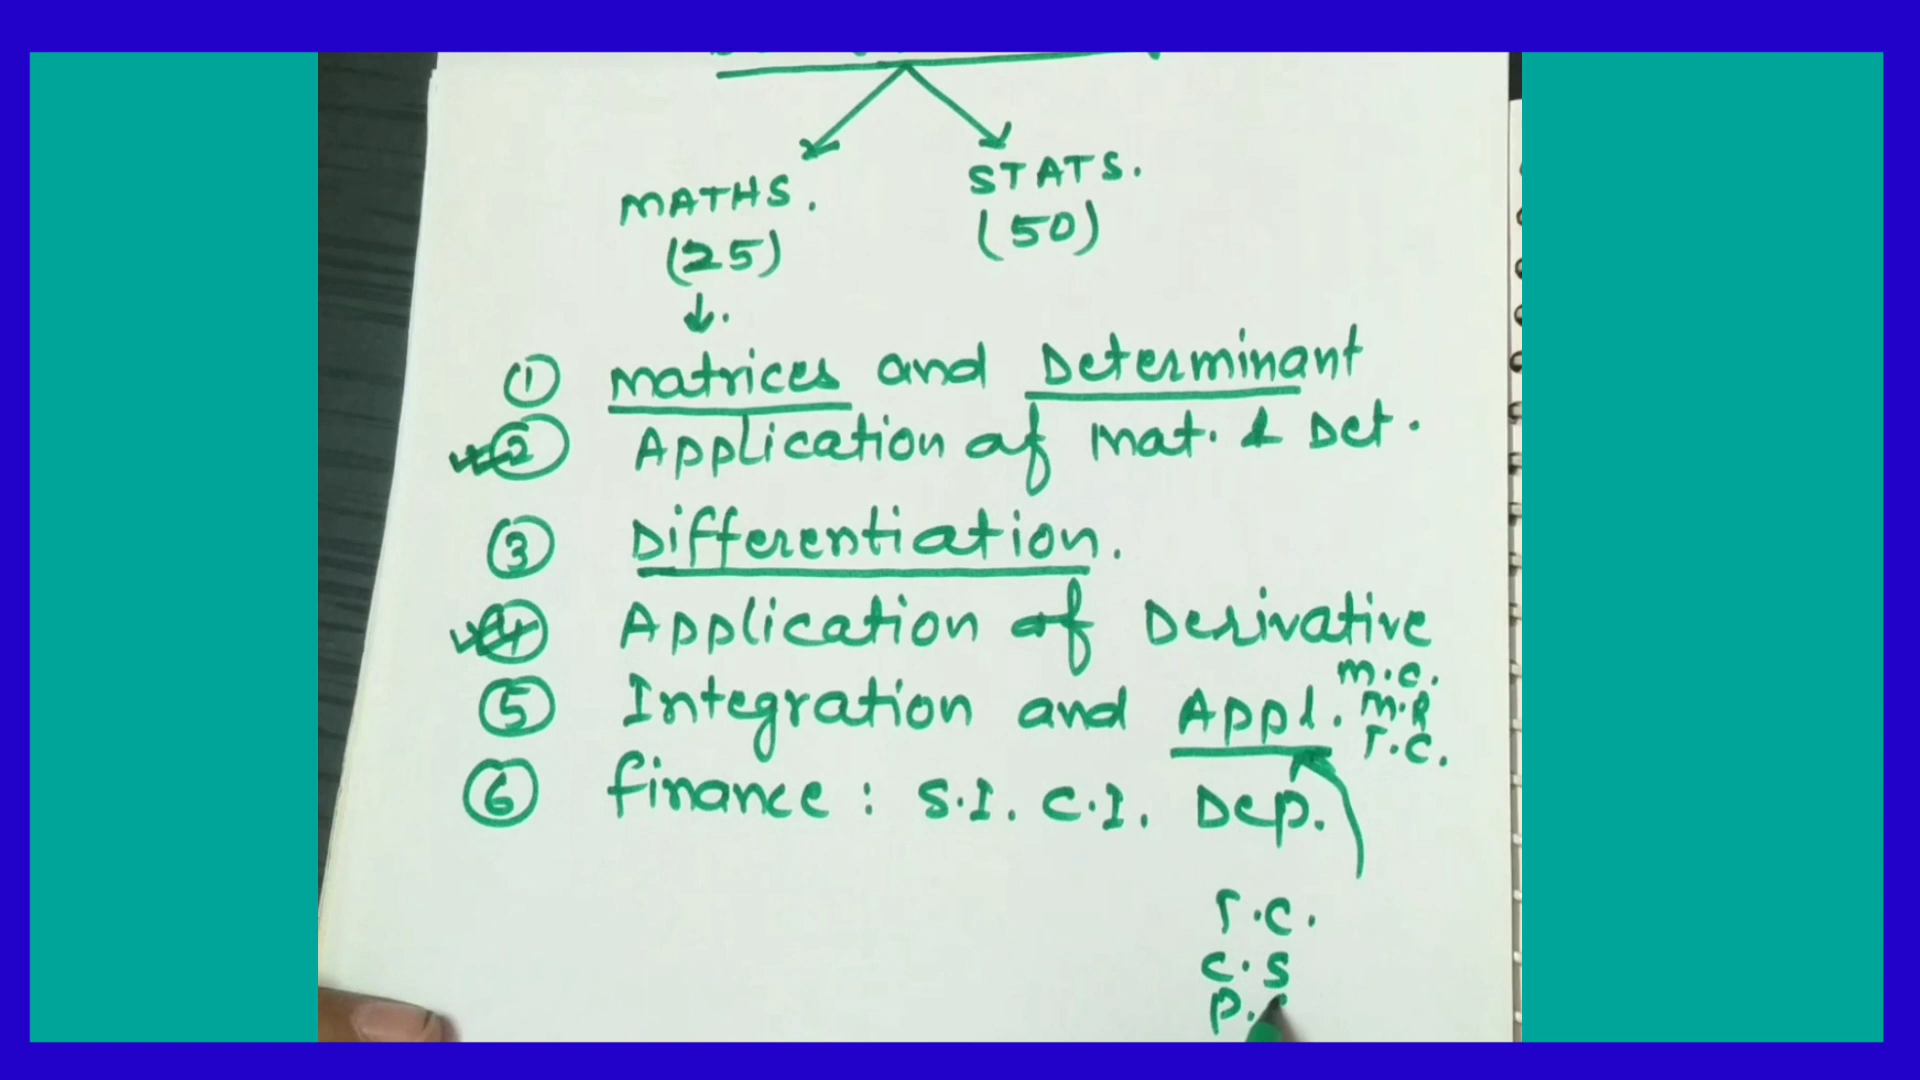 MATHS.
STATS.
(25)
(50)
① Matrices and Determinant
② Application of Mat. & Det.
③ Differentiation.
④ Application of Derivative
M.C.
⑤ Integration and Appl. M.R
T.C.
⑥ finance: S.I. C.I. Dep.
T.C.
C.S
P.